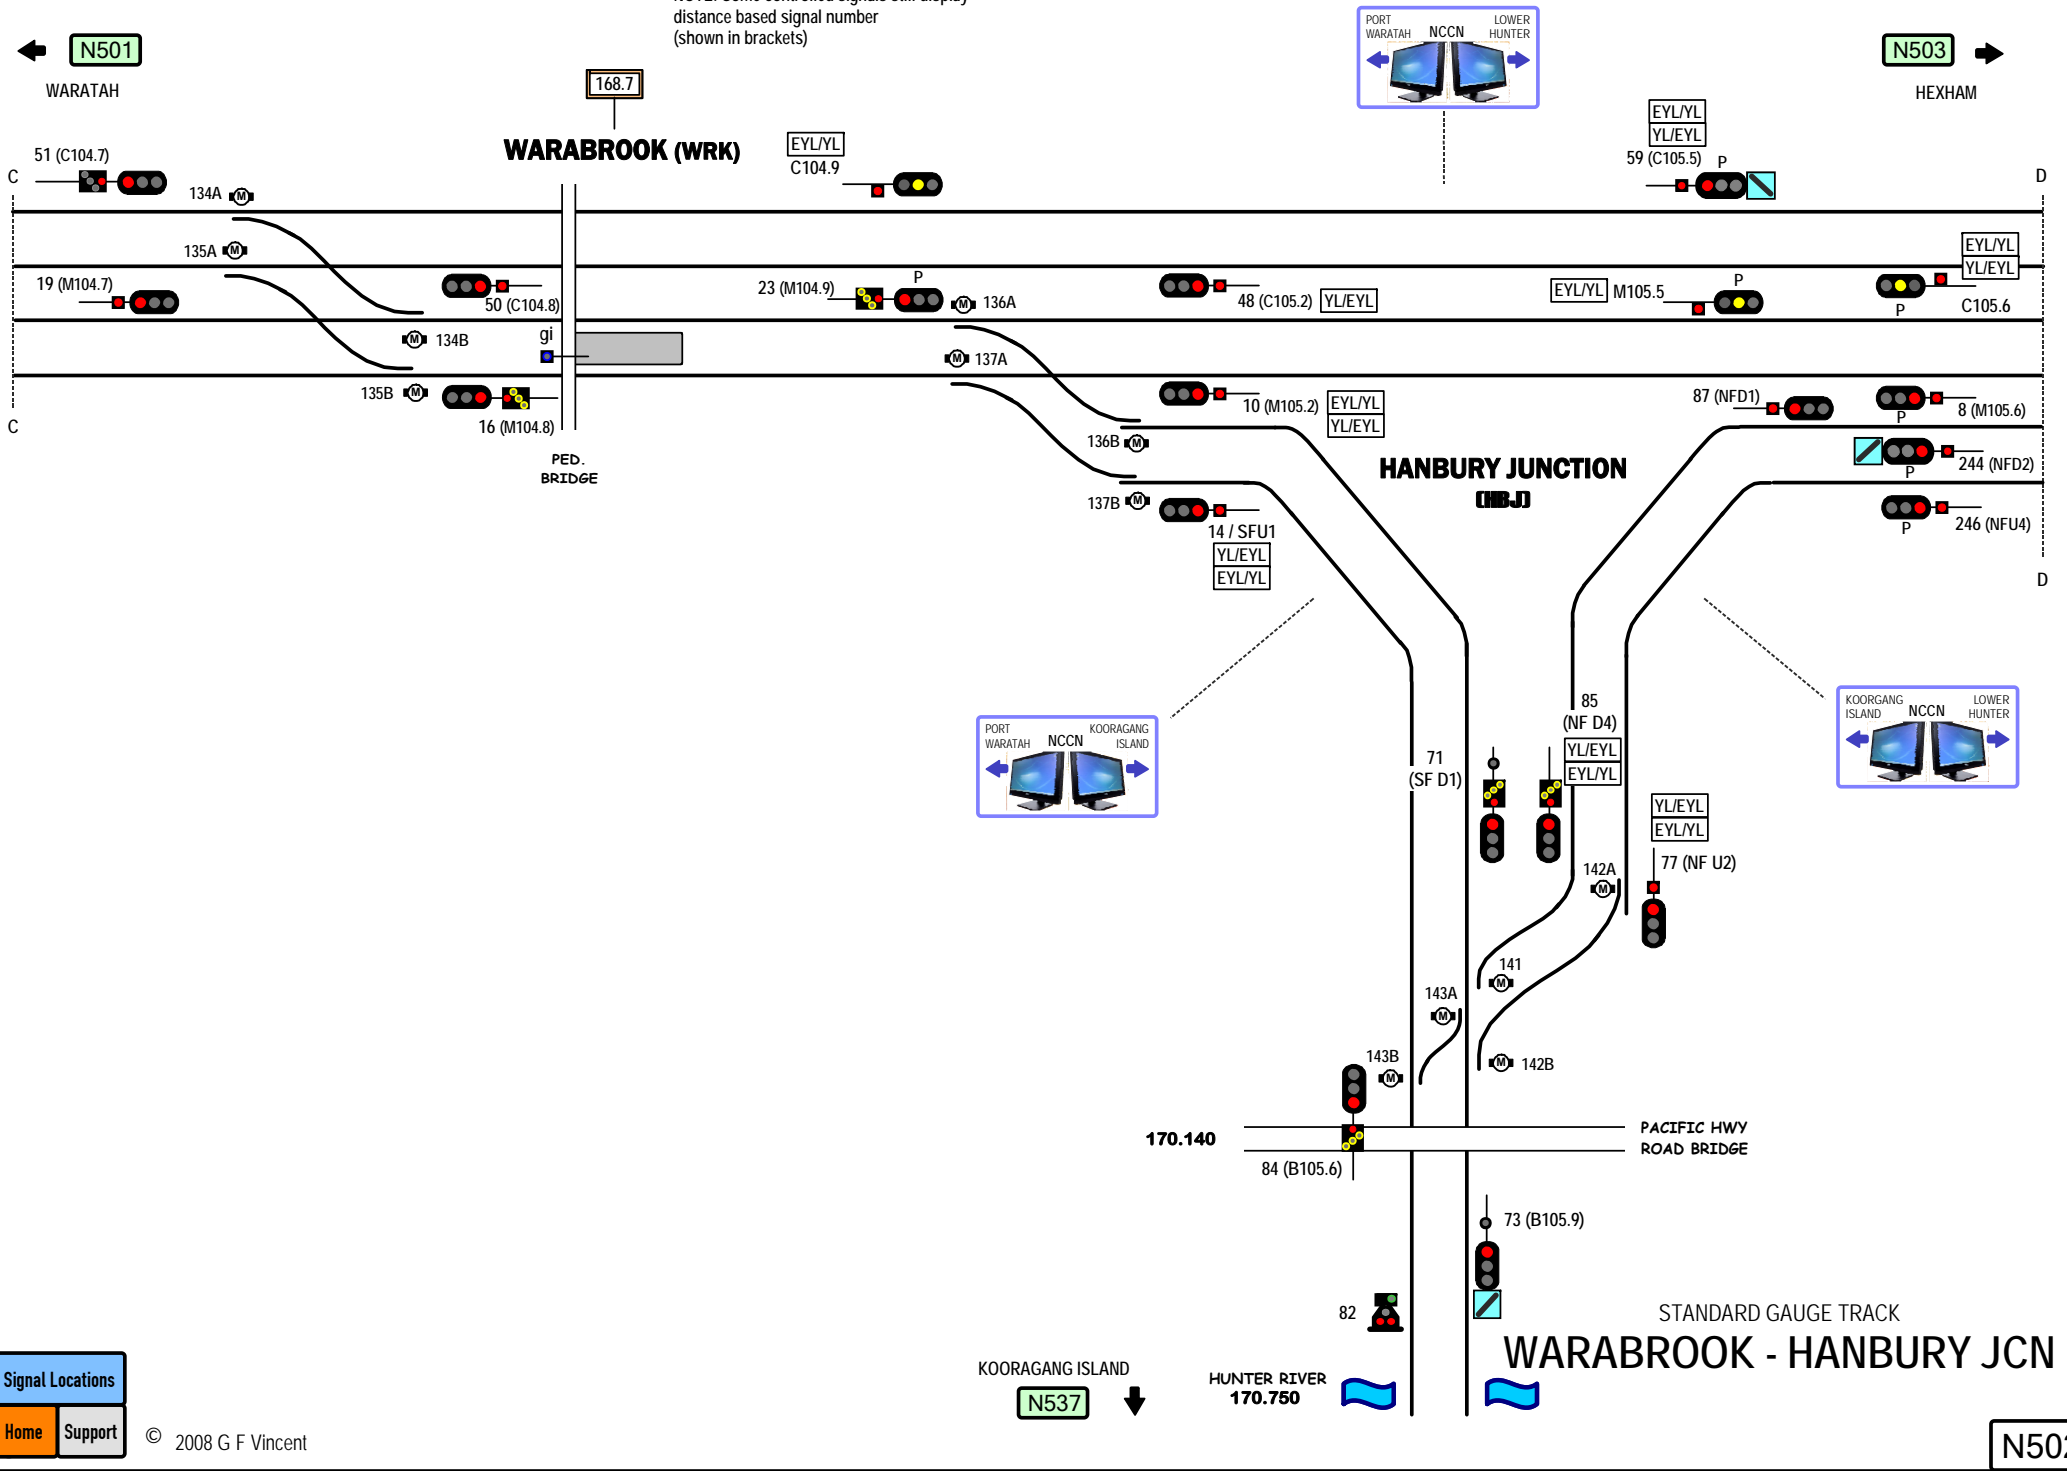 distance based signal number
(shown in brackets)
N501
WARATAH
168.7
WARABROOK (WRK)
PORT WARATAH
NCCN
LOWER HUNTER
N503
HEXHAM
51 (C104.7)
C
134A
M
EYL/YL
C104.9
EYL/YL
YL/EYL
59 (C105.5)
P
D
135A
M
19 (M104.7)
50 (C104.8)
23 (M104.9)
P
M
136A
48 (C105.2)
YL/EYL
EYL/YL
M105.5
P
EYL/YL
YL/EYL
P
C105.6
M
134B
gi
M
137A
135B
M
16 (M104.8)
C
PED.
BRIDGE
10 (M105.2)
EYL/YL
YL/EYL
136B
M
87 (NFD1)
P
8 (M105.6)
HANBURY JUNCTION
(HBJ)
P
244 (NFD2)
137B
M
14 / SFU1
YL/EYL
EYL/YL
P
246 (NFU4)
D
PORT WARATAH
NCCN
KOORAGANG ISLAND
71
(SF D1)
85
(NF D4)
YL/EYL
EYL/YL
KOORGANG ISLAND
NCCN
LOWER HUNTER
YL/EYL
EYL/YL
77 (NF U2)
142A
M
141
M
143A
M
143B
M
M
142B
170.140
PACIFIC HWY
ROAD BRIDGE
84 (B105.6)
73 (B105.9)
82
STANDARD GAUGE TRACK
WARABROOK - HANBURY JCN
KOORAGANG ISLAND
N537
HUNTER RIVER
170.750
Signal Locations
Home
Support
© 2008 G F Vincent